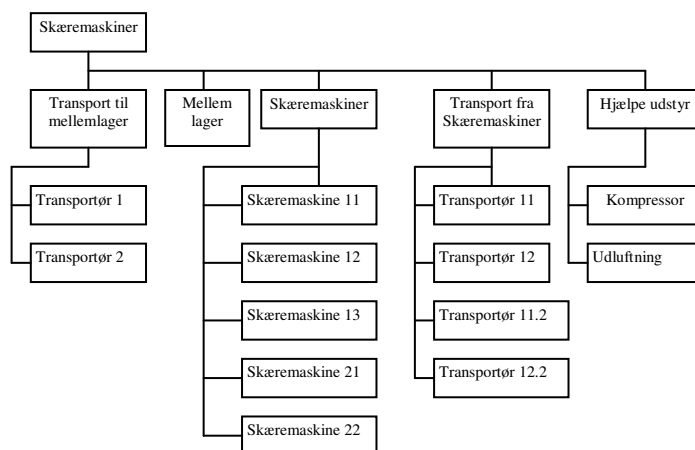 Skæremaskiner
Transport til
mellemlager
Mellem
lager
Skæremaskiner
Transport fra
Skæremaskiner
Hjælpe udstyr
Transportør 1
Transportør 2
Skæremaskine 11
Skæremaskine 12
Skæremaskine 13
Skæremaskine 21
Skæremaskine 22
Transportør 11
Transportør 12
Transportør 11.2
Transportør 12.2
Kompressor
Udluftning